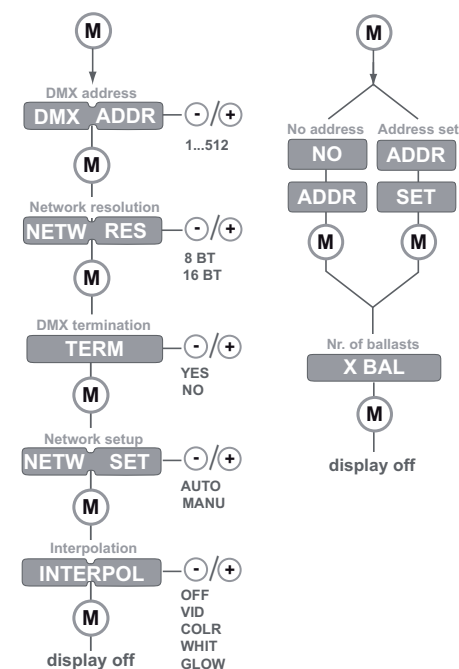 M
DMX address
DMX ADDR
- / +
1...512
M
Network resolution
NETW RES
- / +
8 BT
16 BT
M
DMX termination
TERM
- / +
YES
NO
M
Network setup
NETW SET
- / +
AUTO
MANU
M
Interpolation
INTERPOL
- / +
OFF
VID
COLR
WHIT
GLOW
M
display off
M
No address
NO
ADDR
M
Address set
ADDR
SET
M
Nr. of ballasts
X BAL
M
display off